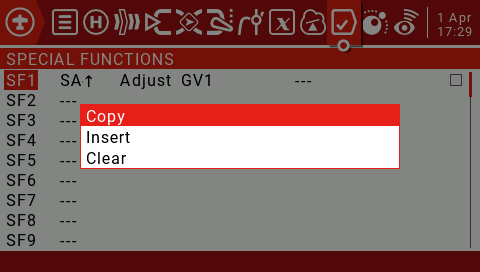 1 Apr
17:29
SPECIAL FUNCTIONS
SF1 SA↑ Adjust GV1 ---
SF2 ---
SF3 ---
SF4 ---
SF5 ---
SF6 ---
SF7 ---
SF8 ---
SF9 ---
Copy
Insert
Clear